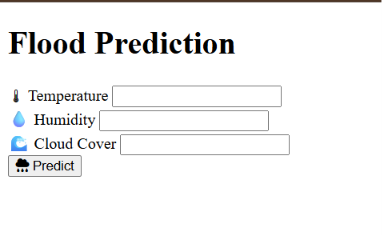 Flood Prediction
🌡 Temperature
💧 Humidity
🌊 Cloud Cover
🌧 Predict